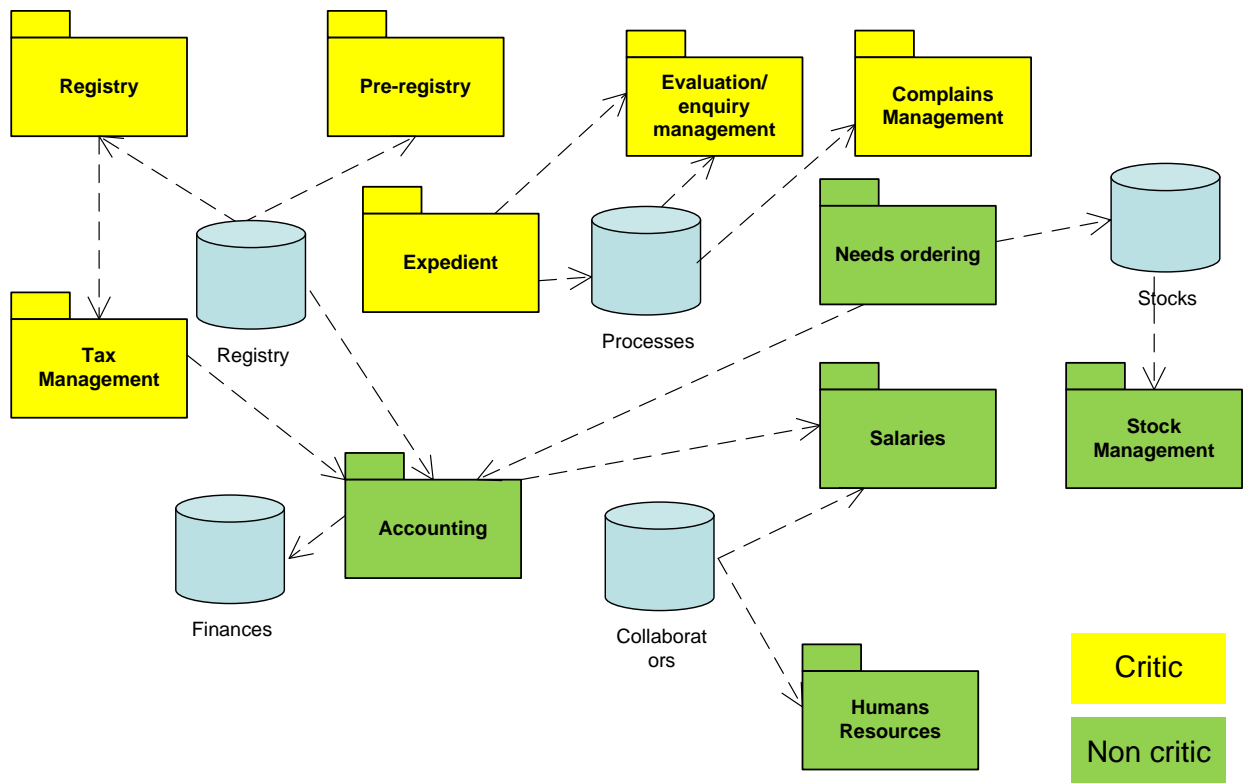 Registry
Pre-registry
Evaluation/
enquiry
management
Complains
Management
Expedient
Needs ordering
Stocks
Processes
Registry
Tax
Management
Salaries
Stock
Management
Accounting
Finances
Collaborat
ors
Humans
Resources
Critic
Non critic